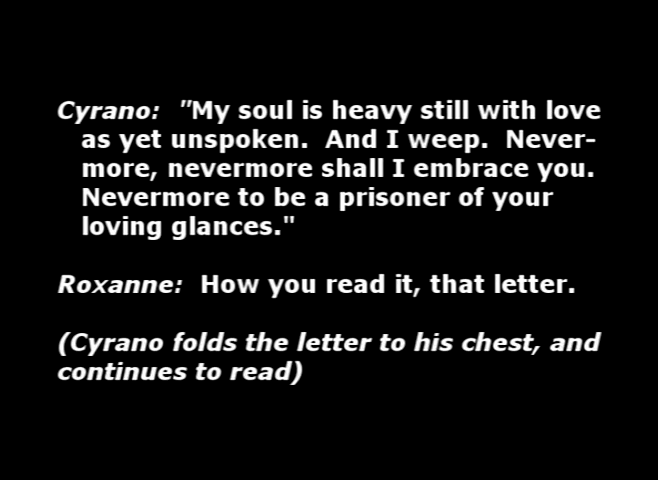 Cyrano: "My soul is heavy still with love
as yet unspoken. And I weep. Never-
more, nevermore shall I embrace you.
Nevermore to be a prisoner of your
loving glances."
Roxanne: How you read it, that letter.
(Cyrano folds the letter to his chest, and
continues to read)